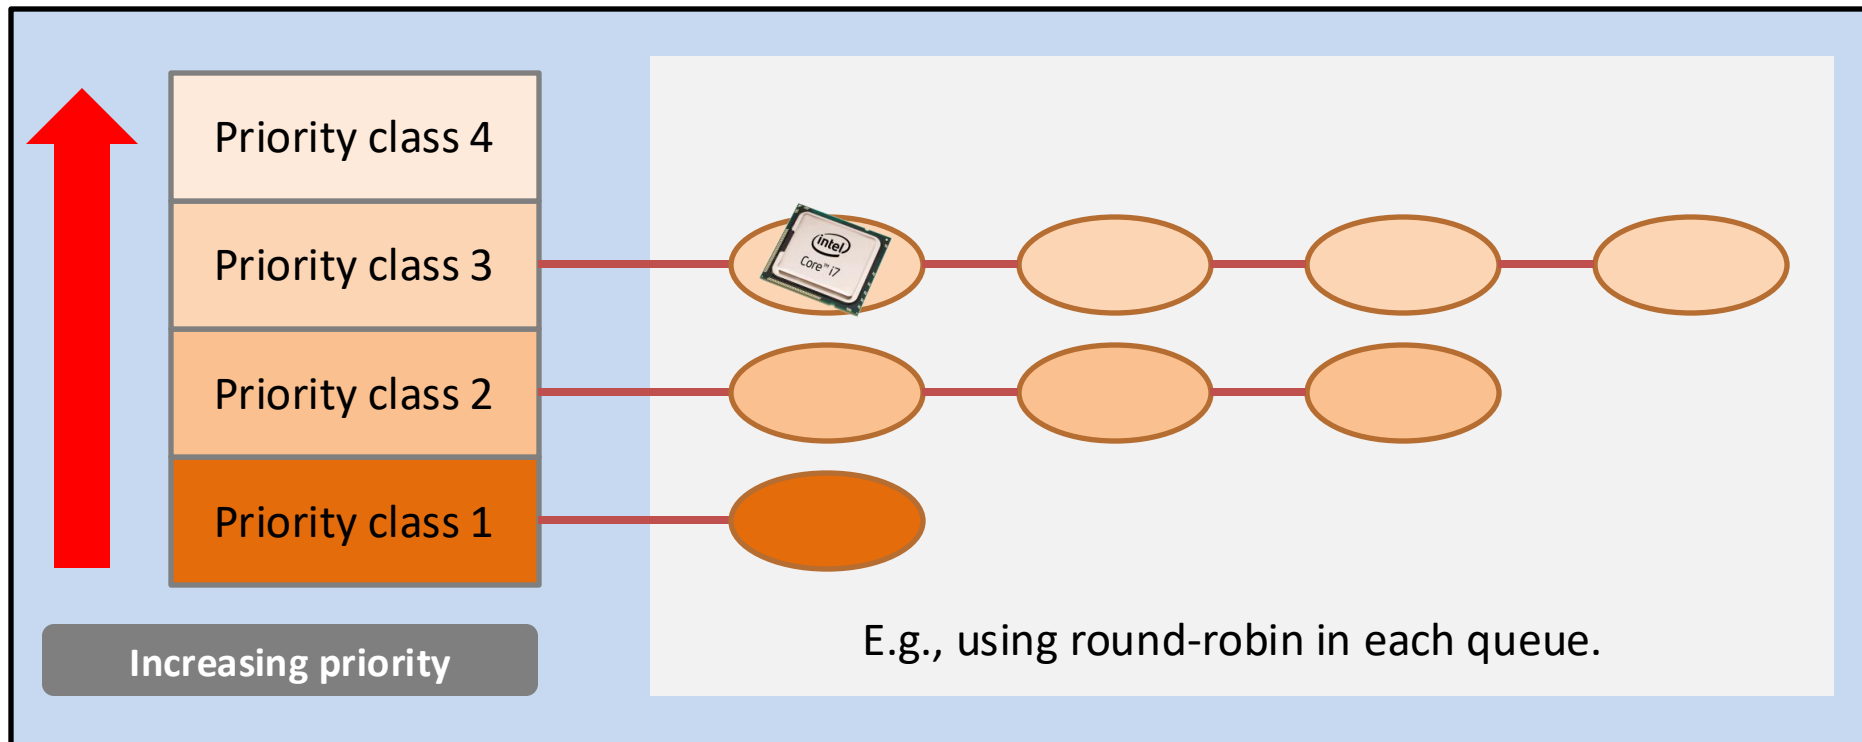 Priority class 4
Priority class 3
Priority class 2
Priority class 1
intel
Core™ i7
Increasing priority
E.g., using round-robin in each queue.